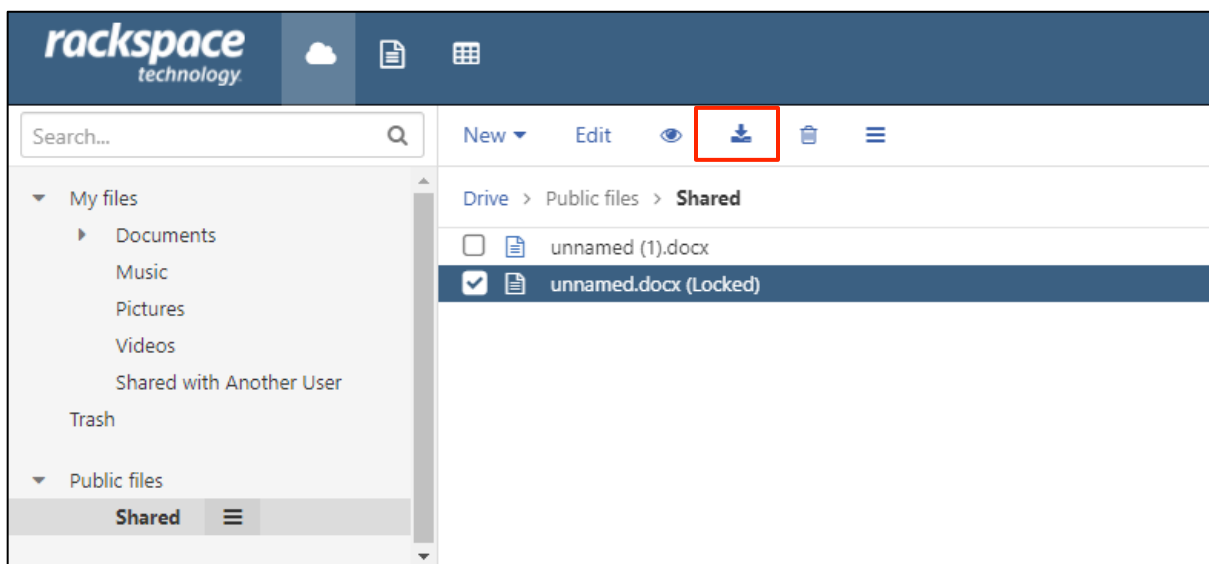 rackspace
technology.
Search...
New Edit
My files
Documents
Music
Pictures
Videos
Shared with Another User
Trash
Public files
Shared
Drive > Public files > Shared
unnamed (1).docx
unnamed.docx (Locked)